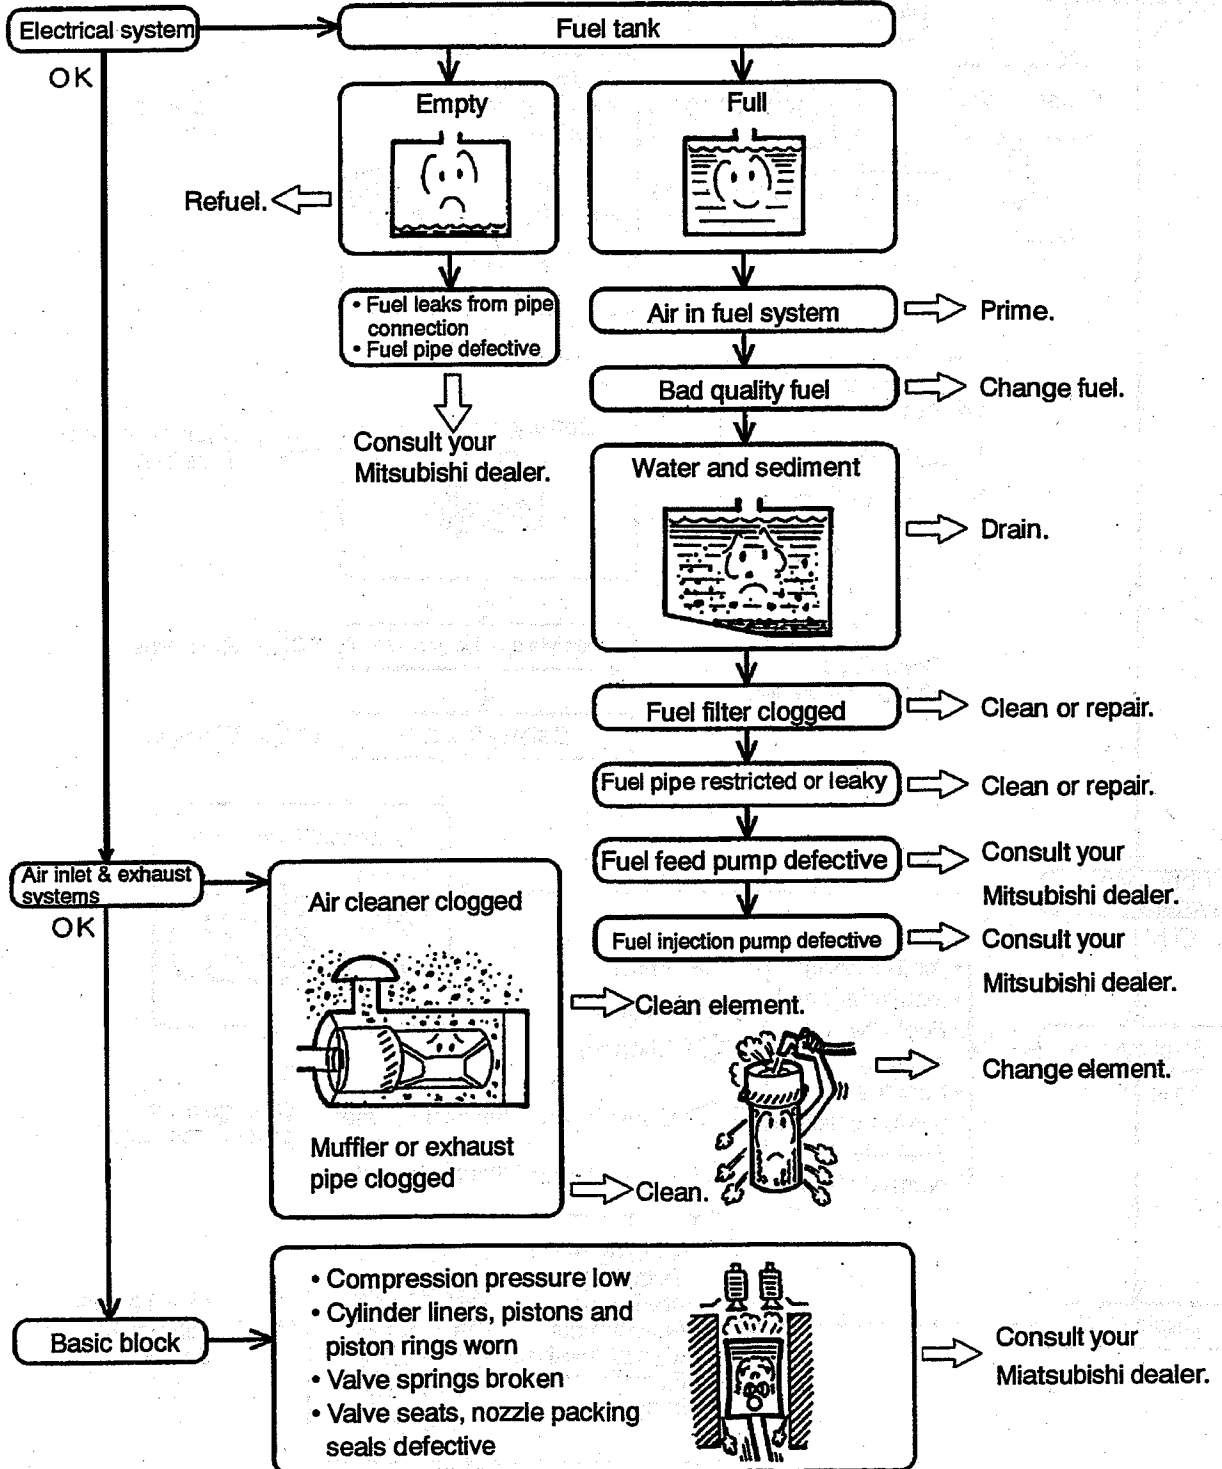 Electrical system
Fuel tank
OK
Empty
Full
Refuel.
• Fuel leaks from pipe
connection
• Fuel pipe defective
Air in fuel system
Prime.
Bad quality fuel
Change fuel.
Consult your
Mitsubishi dealer.
Water and sediment
Drain.
Fuel filter clogged
Clean or repair.
Fuel pipe restricted or leaky
Clean or repair.
Fuel feed pump defective
Consult your
Mitsubishi dealer.
Fuel injection pump defective
Consult your
Mitsubishi dealer.
Air inlet & exhaust
systems
OK
Air cleaner clogged
Clean element.
Change element.
Muffler or exhaust
pipe clogged
Clean.
Basic block
• Compression pressure low
• Cylinder liners, pistons and
piston rings worn
• Valve springs broken
• Valve seats, nozzle packing
seals defective
Consult your
Miatsubishi dealer.